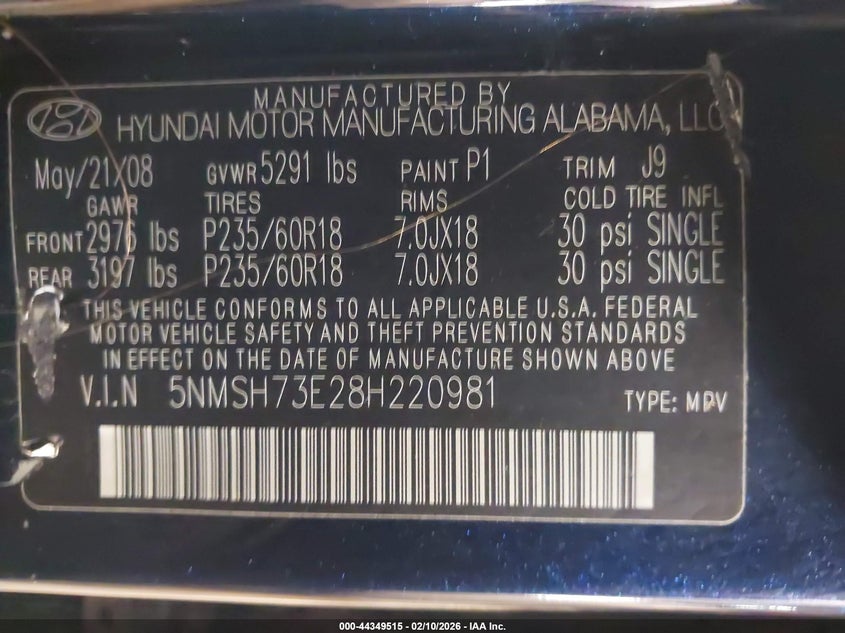 MANUFACTURED BY
HYUNDAI MOTOR MANUFACTURING ALABAMA, LLC
May/21/08 GVWR 5291 lbs PAINT P1 TRIM J9
GAWR TIRES RIMS COLD TIRE INFL
FRONT 2976 lbs P235/60R18 7.0JX18 30 psi SINGLE
REAR 3197 lbs P235/60R18 7.0JX18 30 psi SINGLE
THIS VEHICLE CONFORMS TO ALL APPLICABLE U.S.A. FEDERAL
MOTOR VEHICLE SAFETY AND THEFT PREVENTION STANDARDS
IN EFFECT ON THE DATE OF MANUFACTURE SHOWN ABOVE
V.I.N 5NMSH73E28H220981 TYPE: MPV
000-44349515 - 02/10/2026 - IAA Inc.